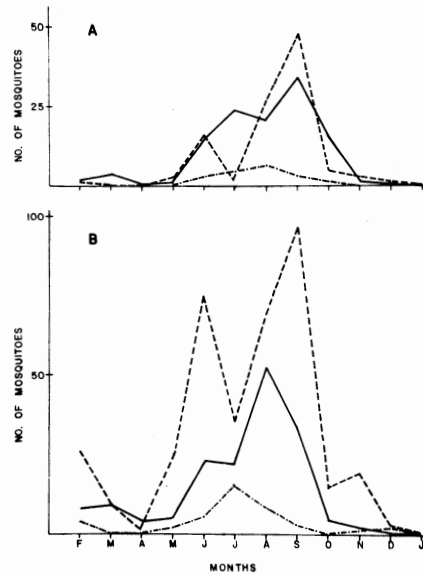 50
A
25
NO. OF MOSQUITOES
100
B
50
NO. OF MOSQUITOES
F M A M J J A S O N D J
MONTHS